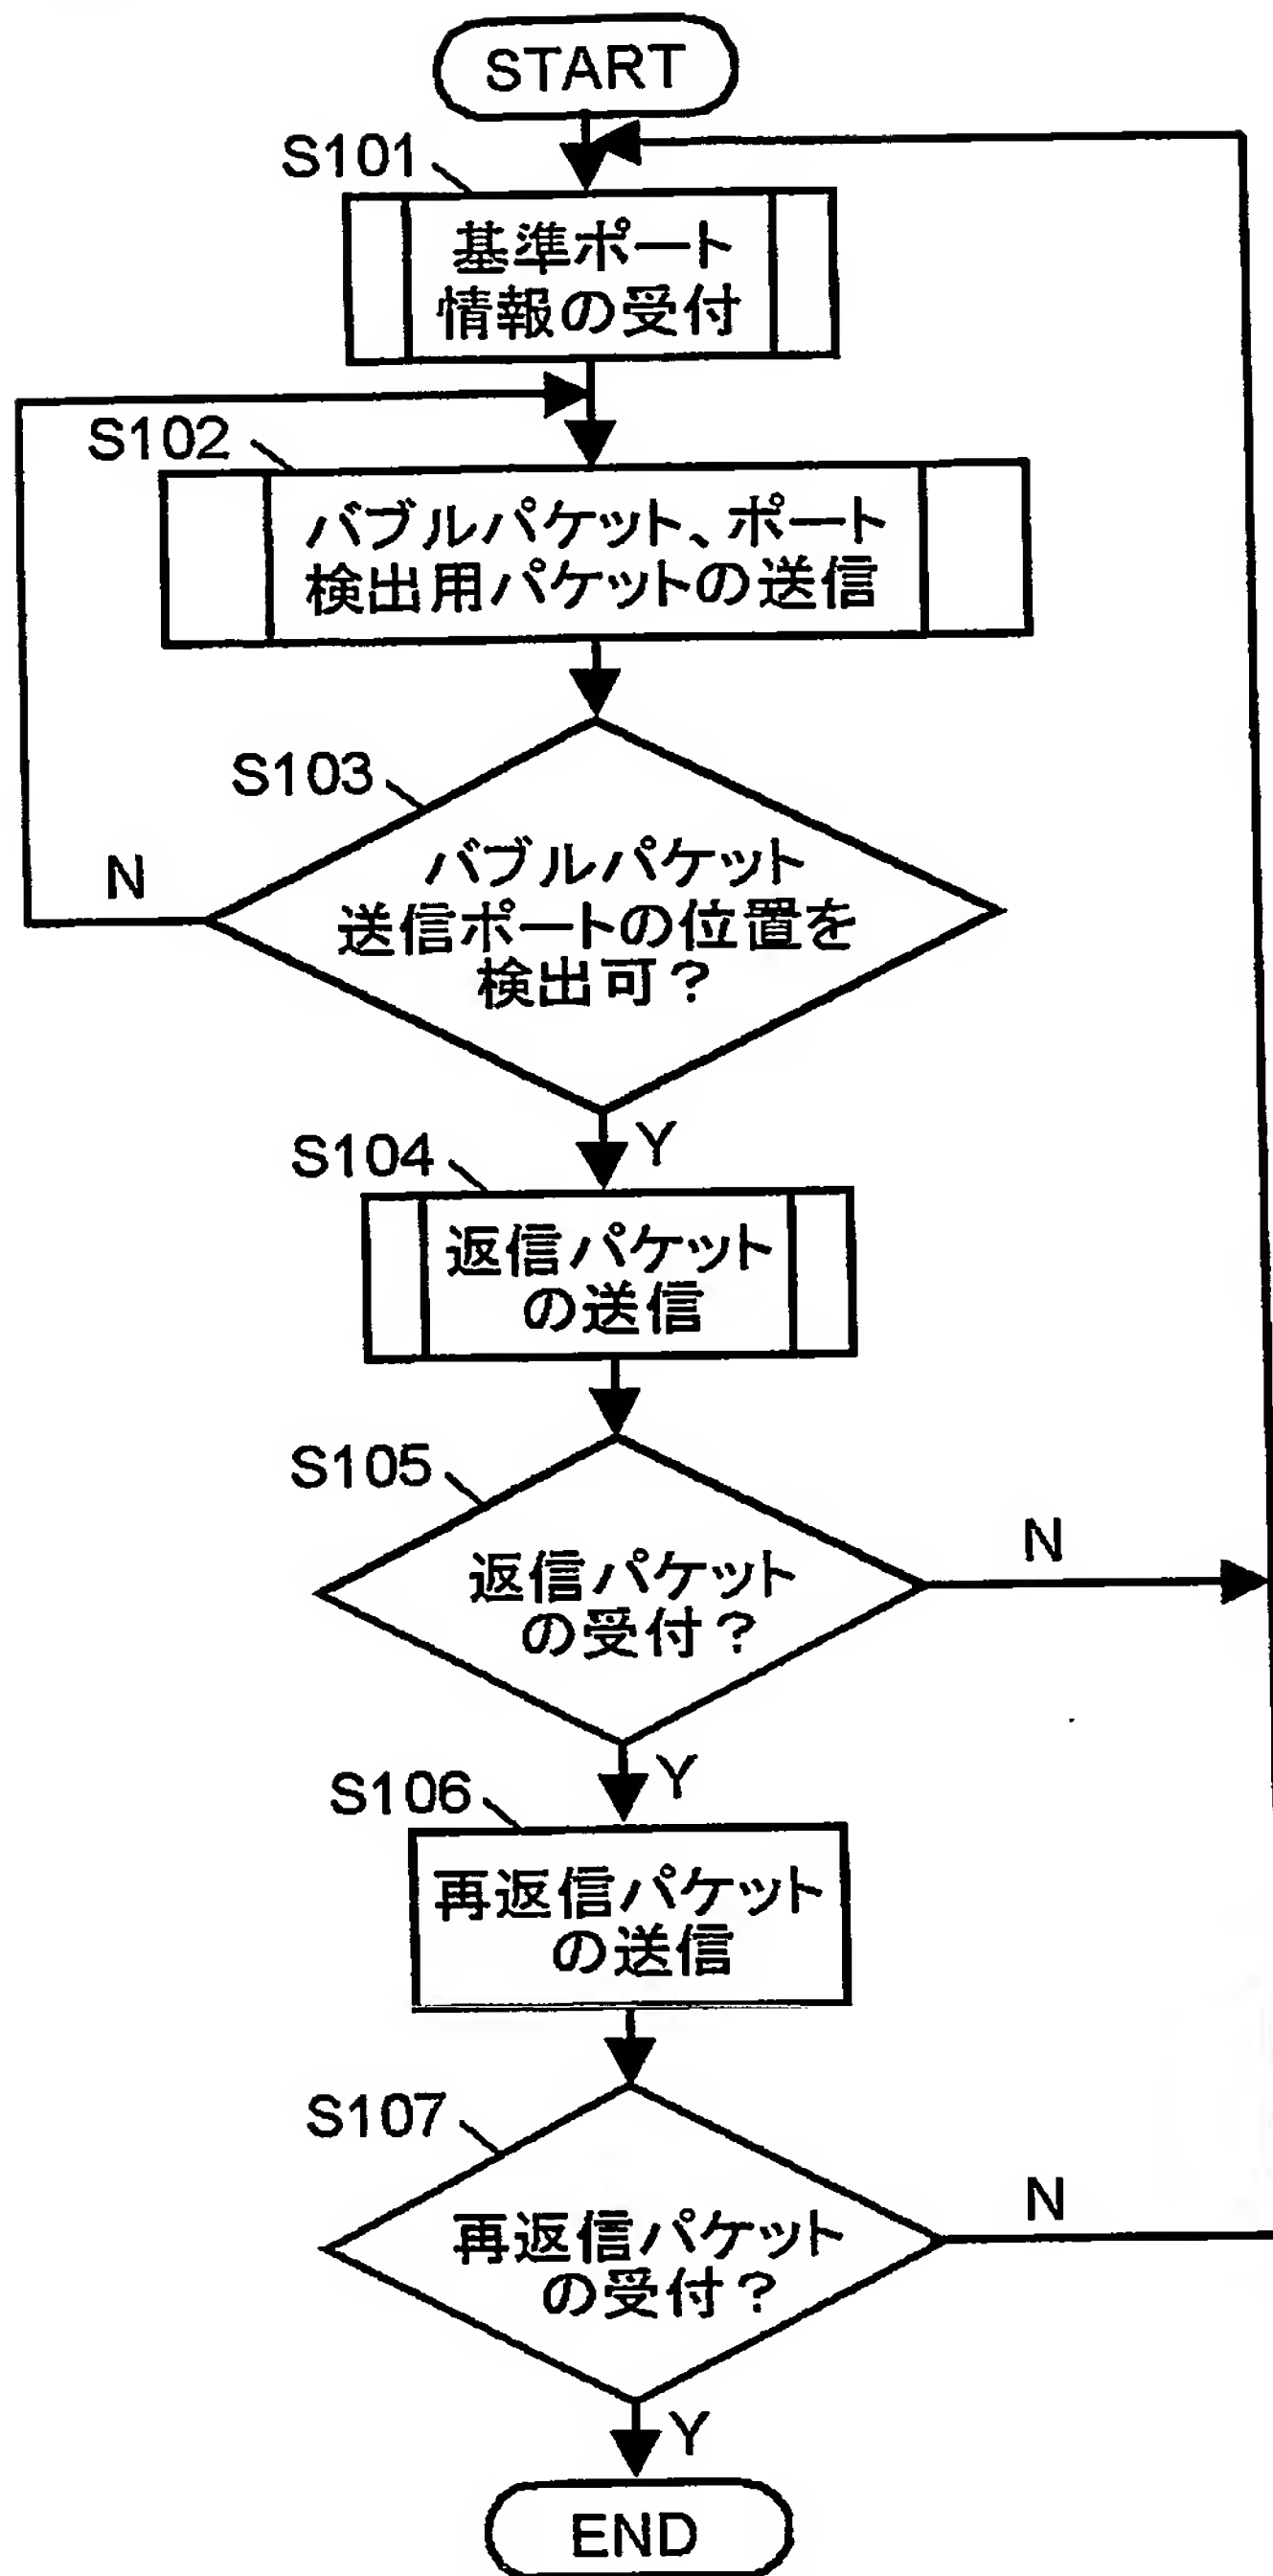 START
S101
基準ポート
情報の受付
S102
バブルパケット、ポート
検出用パケットの送信
S103
バブルパケット
送信ポートの位置を
検出可？
N
Y
S104
返信パケット
の送信
S105
返信パケット
の受付？
N
Y
S106
再返信パケット
の送信
S107
再返信パケット
の受付？
N
Y
END